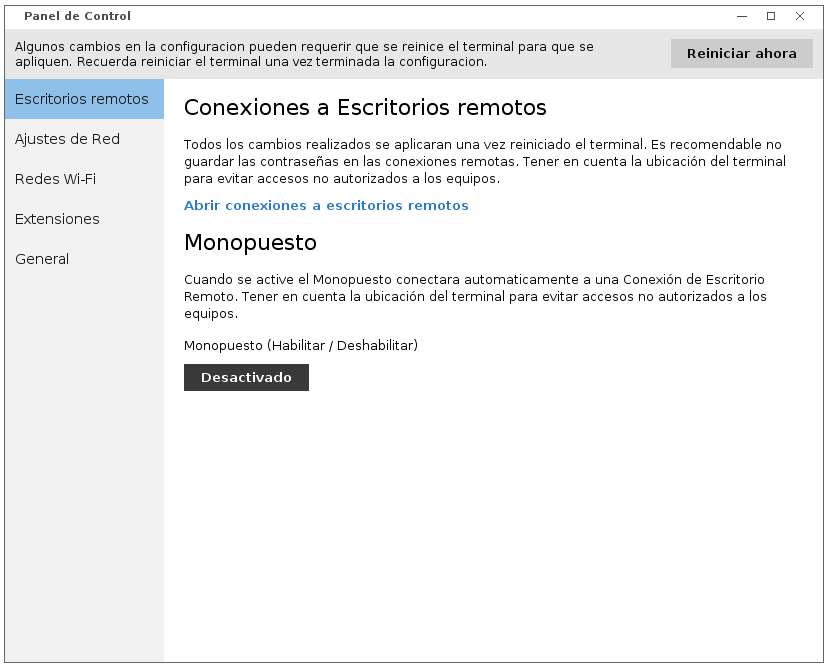 Panel de Control
Algunos cambios en la configuracion pueden requerir que se reinice el terminal para que se
apliquen. Recuerda reiniciar el terminal una vez terminada la configuracion.
Reiniciar ahora
Escritorios remotos
Ajustes de Red
Redes Wi-Fi
Extensiones
General
Conexiones a Escritorios remotos
Todos los cambios realizados se aplicaran una vez reiniciado el terminal. Es recomendable no
guardar las contraseñas en las conexiones remotas. Tener en cuenta la ubicación del terminal
para evitar accesos no autorizados a los equipos.
Abrir conexiones a escritorios remotos
Monopuesto
Cuando se active el Monopuesto conectara automaticamente a una Conexión de Escritorio
Remoto. Tener en cuenta la ubicación del terminal para evitar accesos no autorizados a los
equipos.
Monopuesto (Habilitar / Deshabilitar)
Desactivado